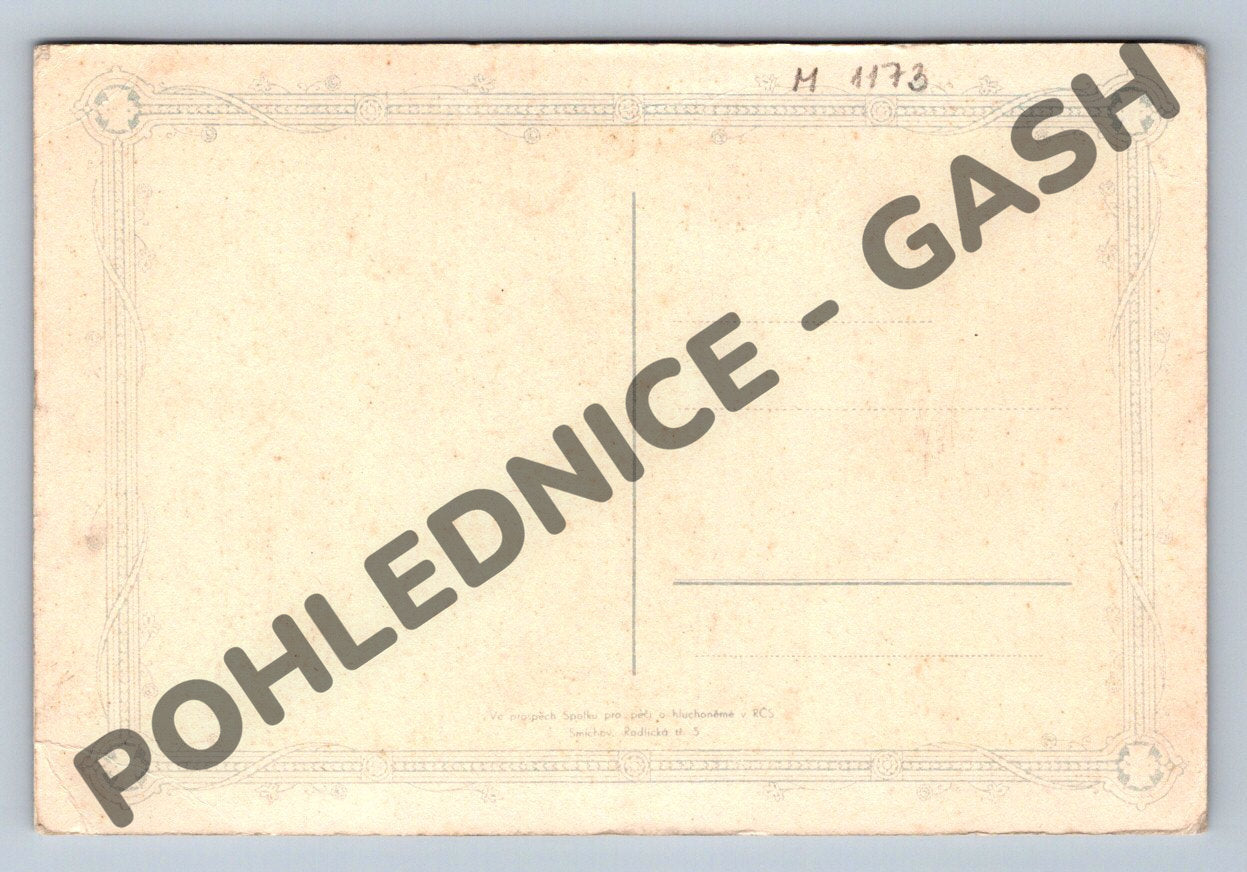 M 1173
POHLEDNICE - GASH
Ve prospěch Spolku pro péči o hluchoněmé v RČS
Smíchov, Radlická tř. 5